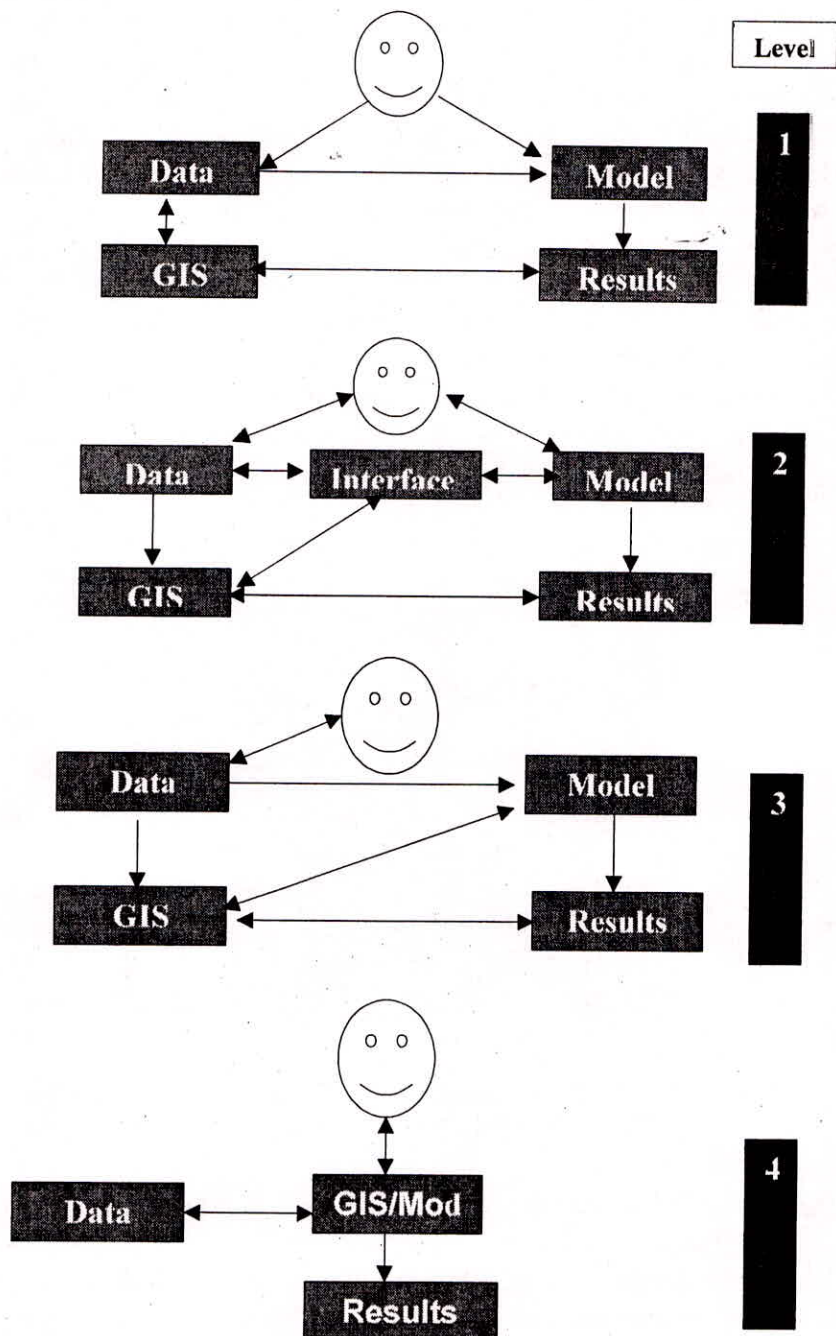 Level
1
Data
Model
GIS
Results
2
Data
Interface
Model
GIS
Results
3
Data
Model
GIS
Results
4
Data
GIS/Mod
Results